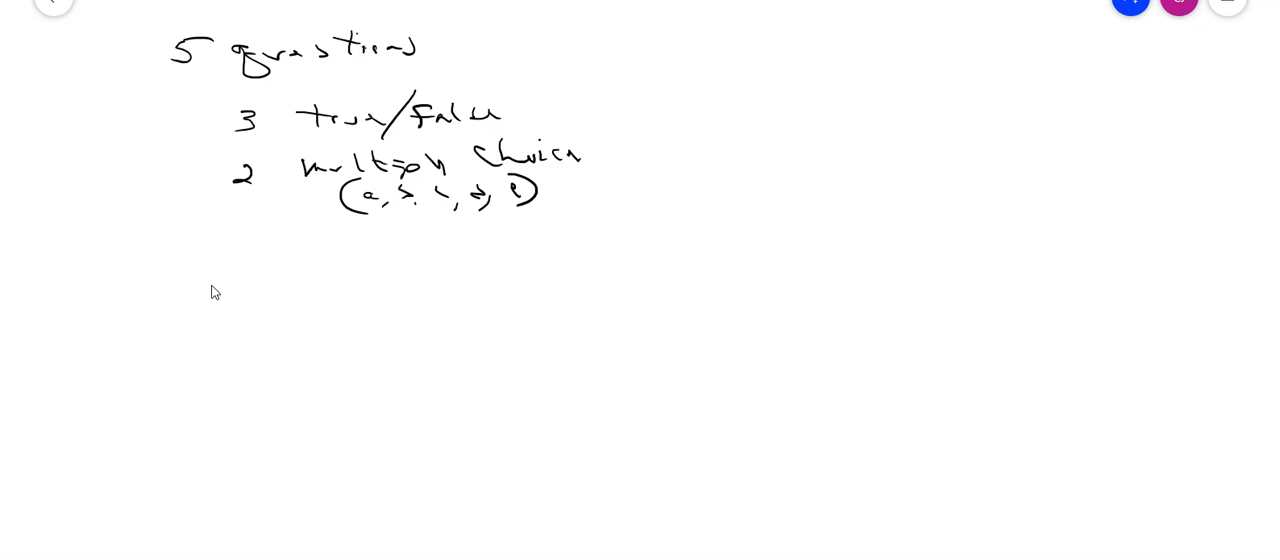 5 questions
3 true/false
2 multiple choice
(a, b, c, d, e)